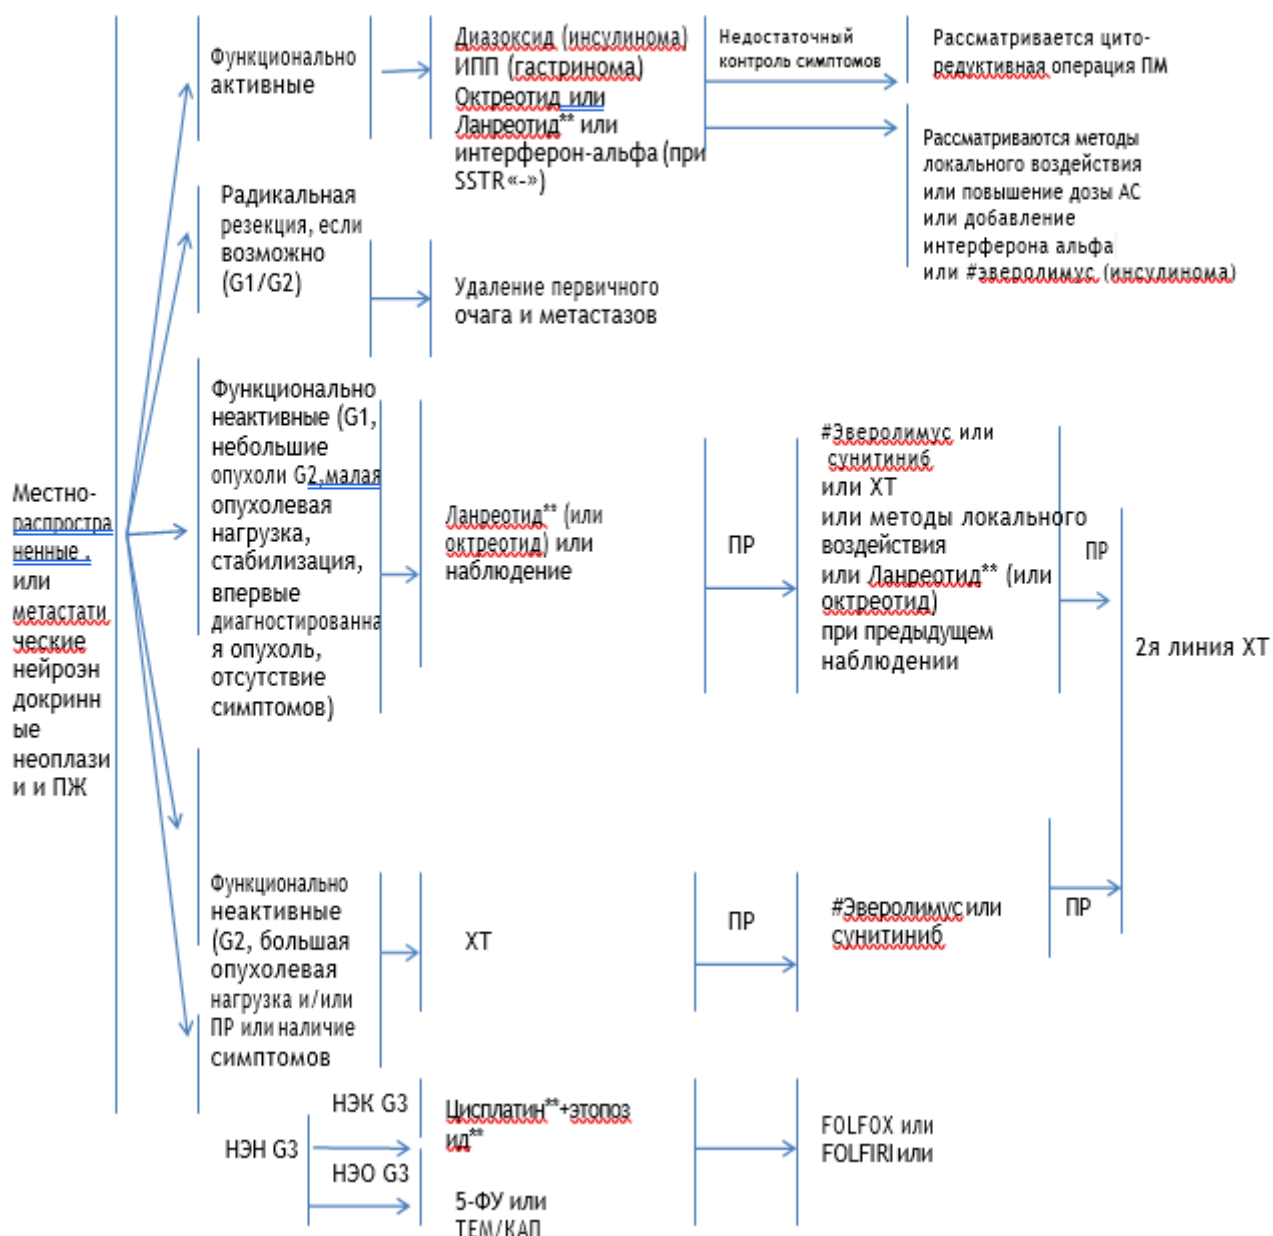 Местно-
распростра
ненные .
или
метастати
ческие
нейроэн
докринн
ые
неоплази
и и ПЖ
Функционально
активные
Диазоксид (инсулинома)
ИПП (гастринома)
Октреотид или
Ланреотид** или
интерферон-альфа (при
SSTR «-»)
Недостаточный
контроль симптомов
Рассматривается цито-
редуктивная операция ПМ
Рассматриваются методы
локального воздействия
или повышение дозы АС
или добавление
интерферона альфа
или #эверолимус (инсулинома)
Радикальная
резекция, если
возможно
(G1/G2)
Удаление первичного
очага и метастазов
Функционально
неактивные (G1,
небольшие
опухоли G2,малая
опухолевая
нагрузка,
стабилизация,
впервые
диагностированна
я опухоль,
отсутствие
симптомов)
Ланреотид** (или
октреотид) или
наблюдение
ПР
#Эверолимус или
сунитиниб
или ХТ
или методы локального
воздействия
или Ланреотид** (или
октреотид)
при предыдущем
наблюдении
ПР
2я линия ХТ
Функционально
неактивные
(G2, большая
опухолевая
нагрузка и/или
ПР или наличие
симптомов
ХТ
ПР
#Эверолимус или
сунитиниб
ПР
НЭН G3
НЭК G3
Цисплатин**+этопоз
ид**
НЭО G3
5-ФУ или
ТЕМ/КАП
FOLFOX или
FOLFIRI или